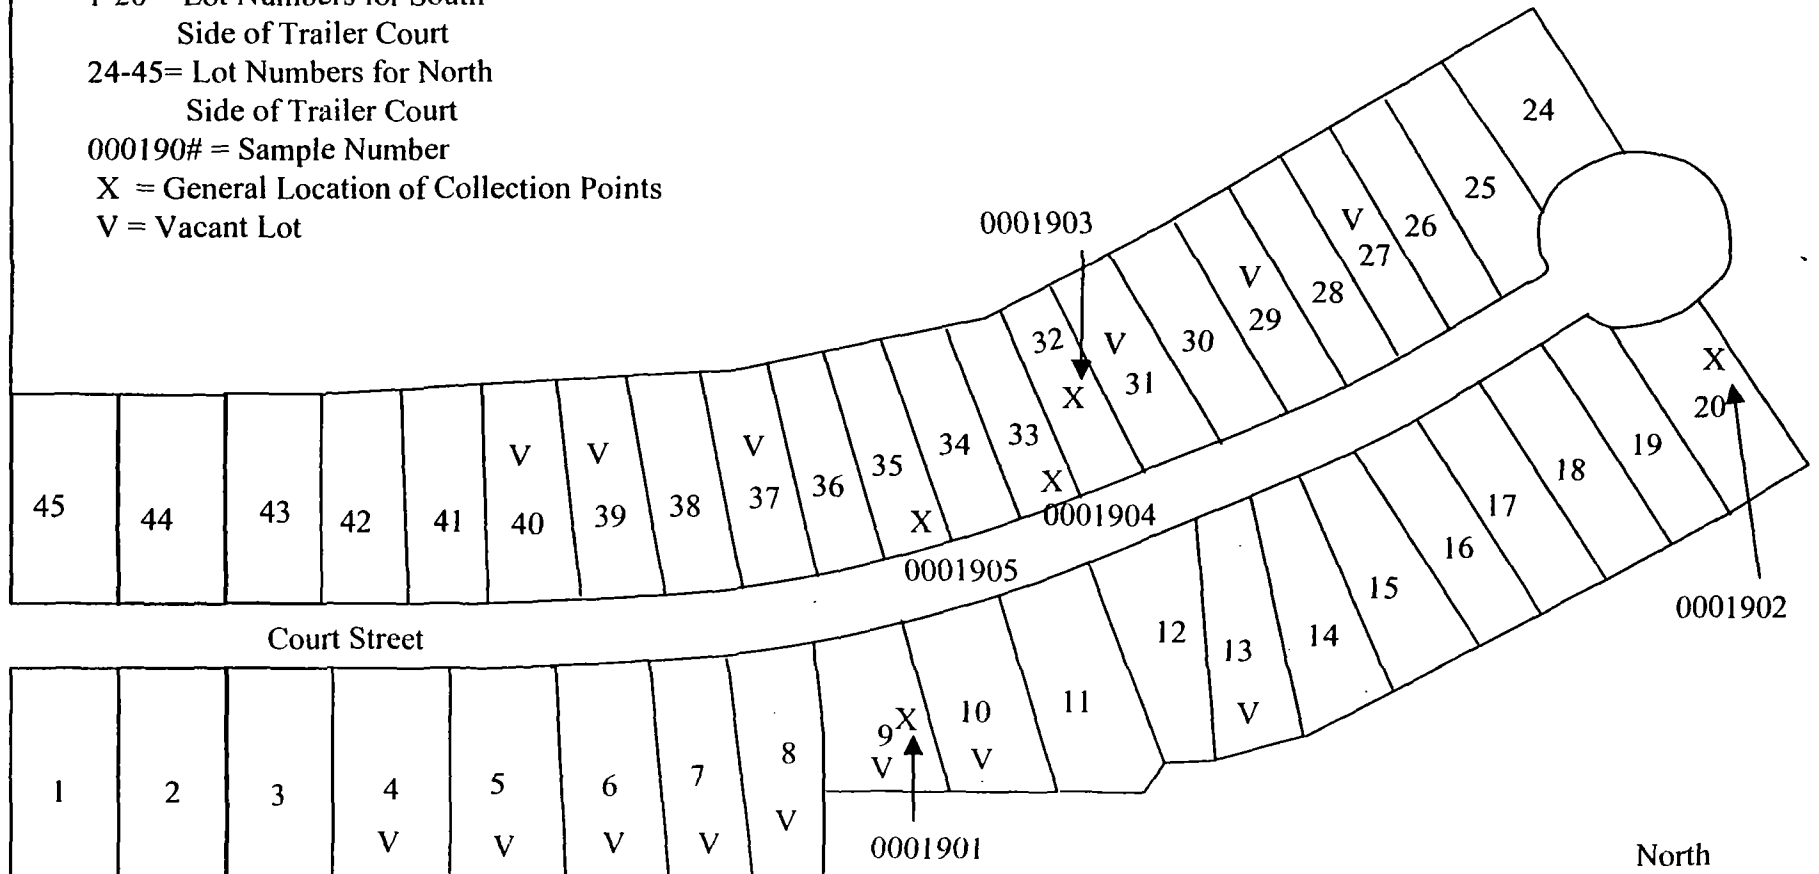 Side of Trailer Court
24-45= Lot Numbers for North
Side of Trailer Court
000190# = Sample Number
X = General Location of Collection Points
V = Vacant Lot
0001903
24
25
26
V
27
28
V
29
30
V
31
32
X
33
X
34
35
X
36
V
37
38
V
39
V
40
41
42
43
44
45
0001904
0001905
Court Street
1
2
3
4
V
5
V
6
V
7
V
8
V
9
X
V
10
V
11
12
13
V
14
15
16
17
18
19
X
20
0001902
0001901
North